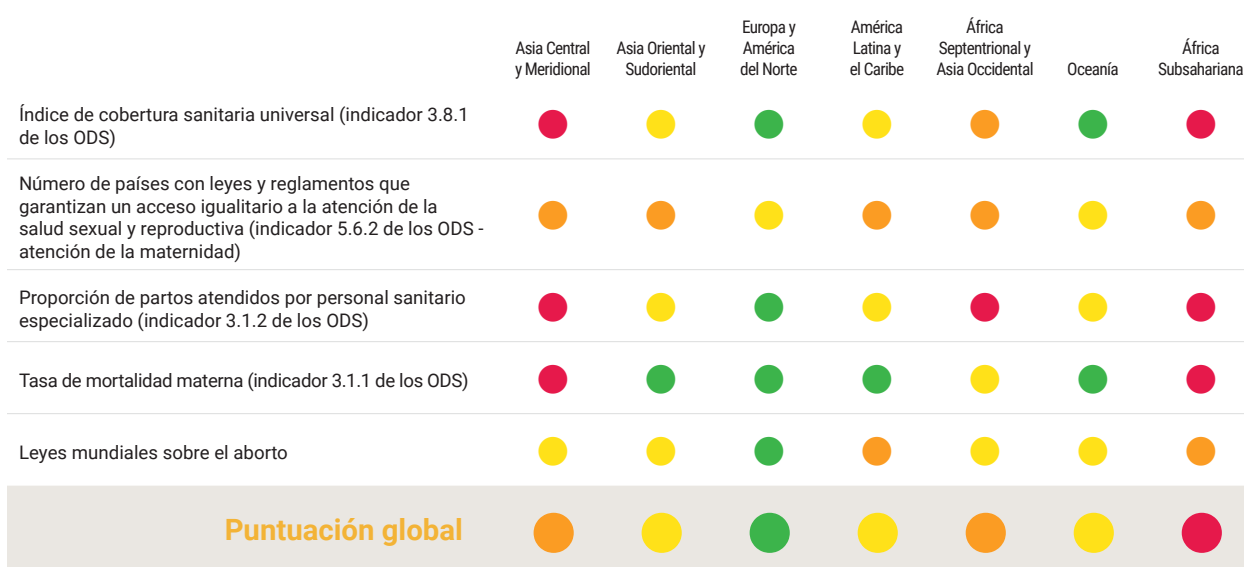 Asia Central
y Meridional
Asia Oriental y
Sudoriental
Europa y
América
del Norte
América
Latina y
el Caribe
África
Septentrional y
Asia Occidental
Oceanía
África
Subsahariana
Índice de cobertura sanitaria universal (indicador 3.8.1
de los ODS)
Número de países con leyes y reglamentos que
garantizan un acceso igualitario a la atención de la
salud sexual y reproductiva (indicador 5.6.2 de los ODS -
atención de la maternidad)
Proporción de partos atendidos por personal sanitario
especializado (indicador 3.1.2 de los ODS)
Tasa de mortalidad materna (indicador 3.1.1 de los ODS)
Leyes mundiales sobre el aborto
Puntuación global